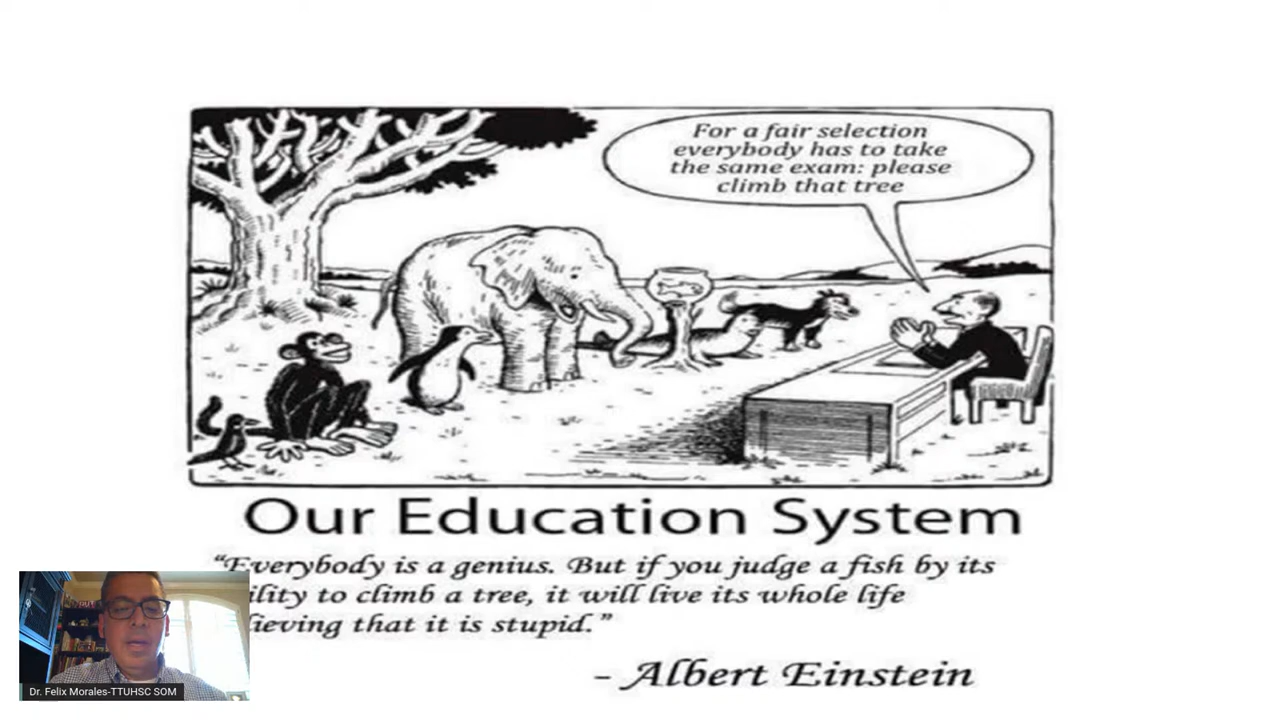 For a fair selection
everybody has to take
the same exam: please
climb that tree
Our Education System
“Everybody is a genius. But if you judge a fish by its
ility to climb a tree, it will live its whole life
ieving that it is stupid.”
– Albert Einstein
Dr. Felix Morales-TTUHSC SOM